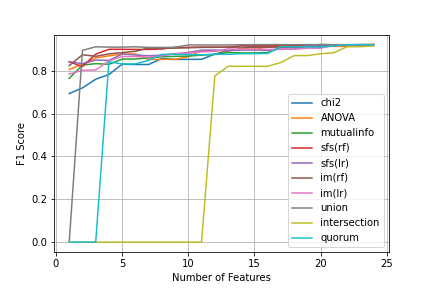 F1 Score
0.8
0.6
0.4
0.2
0.0
0
5
10
15
20
25
Number of Features
chi2
ANOVA
mutualinfo
sfs(rf)
sfs(lr)
im(rf)
im(lr)
union
intersection
quorum